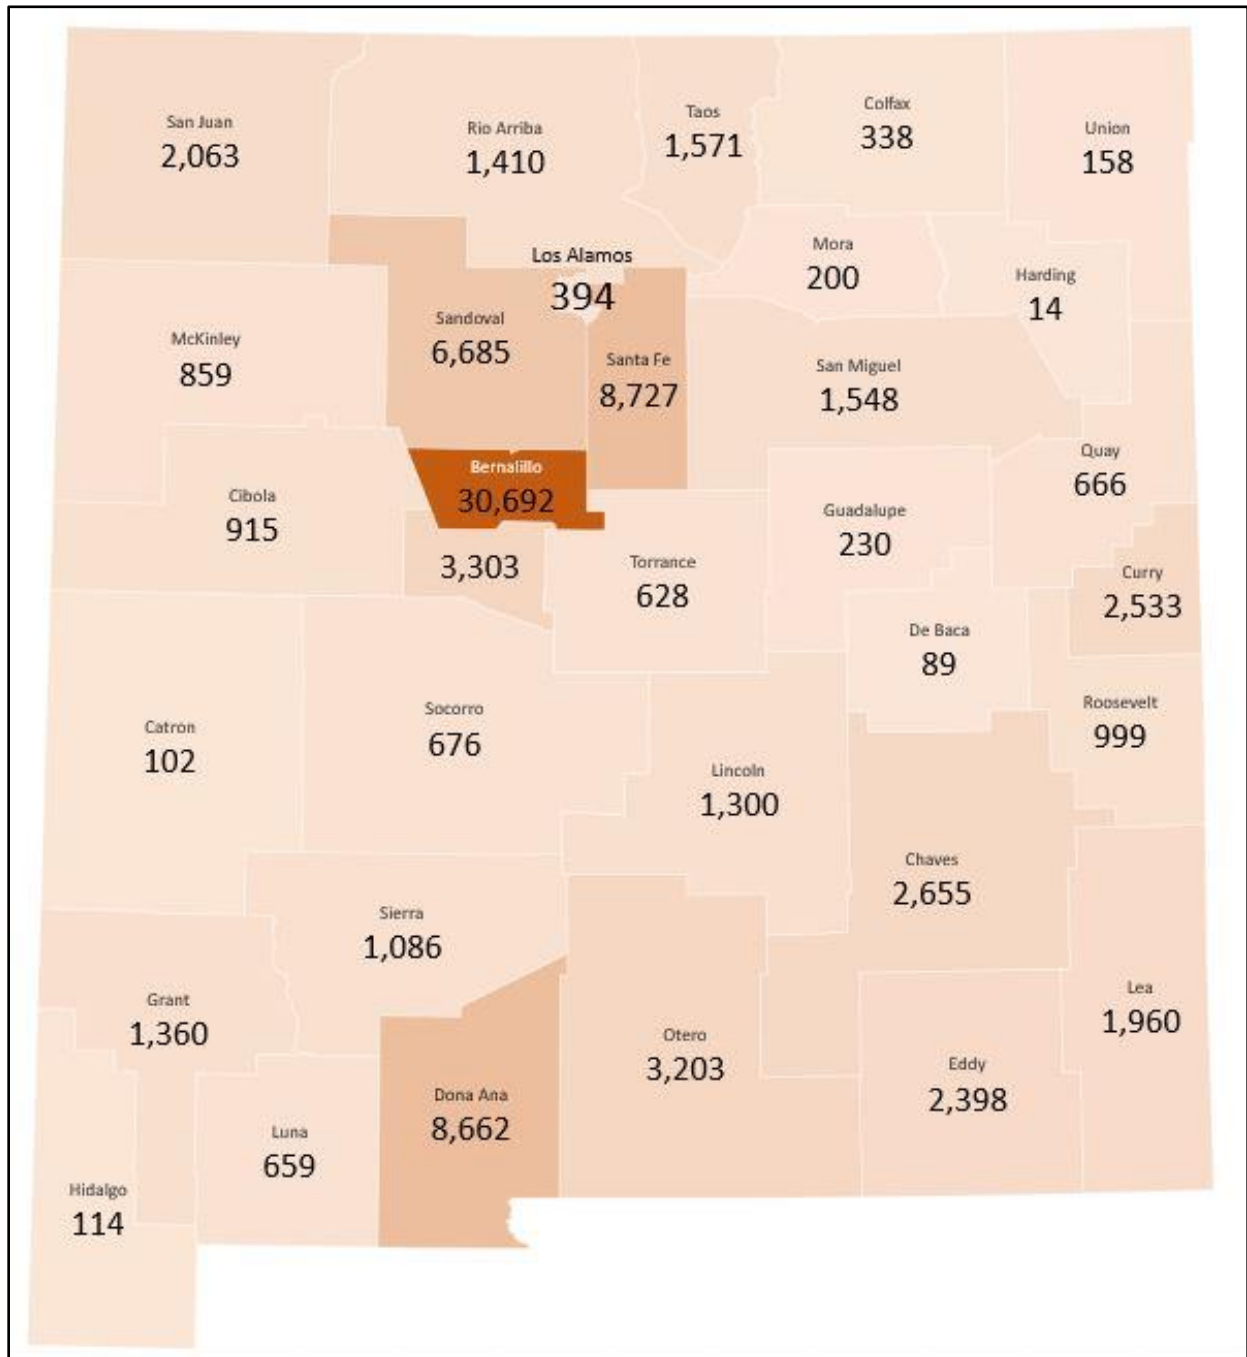 San Juan
2,063
Rio Arriba
1,410
Taos
1,571
Colfax
338
Union
158
Los Alamos
394
Mora
200
Harding
14
Sandoval
6,685
McKinley
859
Santa Fe
8,727
San Miguel
1,548
Bernalillo
30,692
Quay
666
Cibola
915
Guadalupe
230
3,303
Torrance
628
Curry
2,533
De Baca
89
Catron
102
Socorro
676
Roosevelt
999
Lincoln
1,300
Chaves
2,655
Sierra
1,086
Grant
1,360
Lea
1,960
Otero
3,203
Eddy
2,398
Dona Ana
8,662
Luna
659
Hidalgo
114